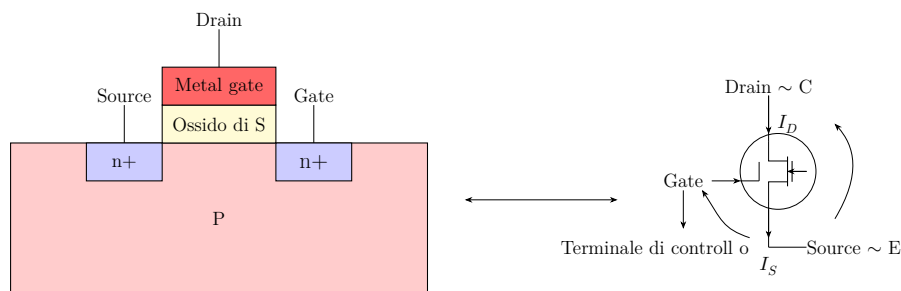 Drain
Source
Metal gate
Gate
Ossido di S
n+
n+
P
Drain ∼ C
I_D
Gate
Terminale di controll o
Source ∼ E
I_S